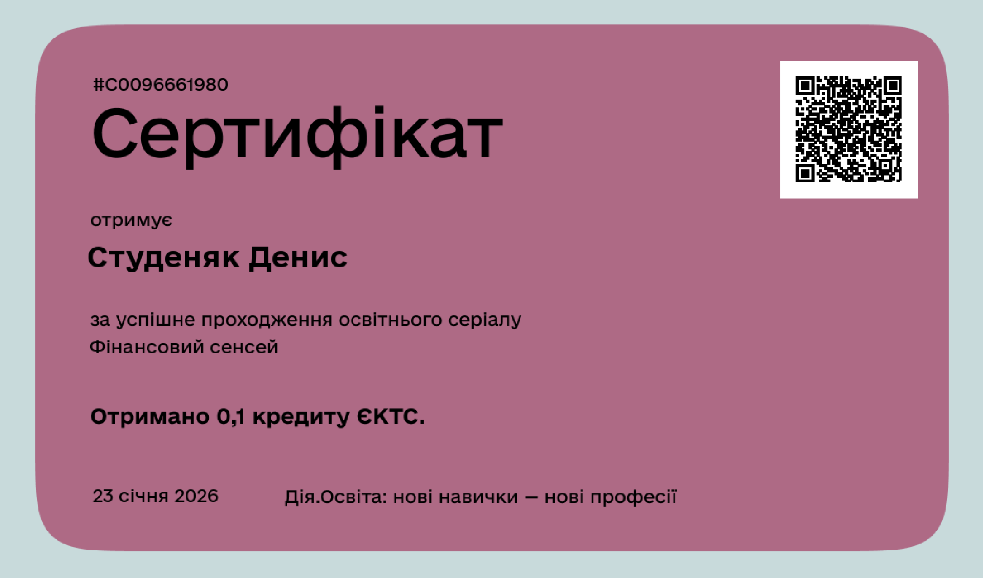 #C0096661980
Сертифікат
отримує
Студеняк Денис
за успішне проходження освітнього серіалу
Фінансовий сенсей
Отримано 0,1 кредиту ЄКТС.
23 січня 2026
Дія.Освіта: нові навички — нові професії